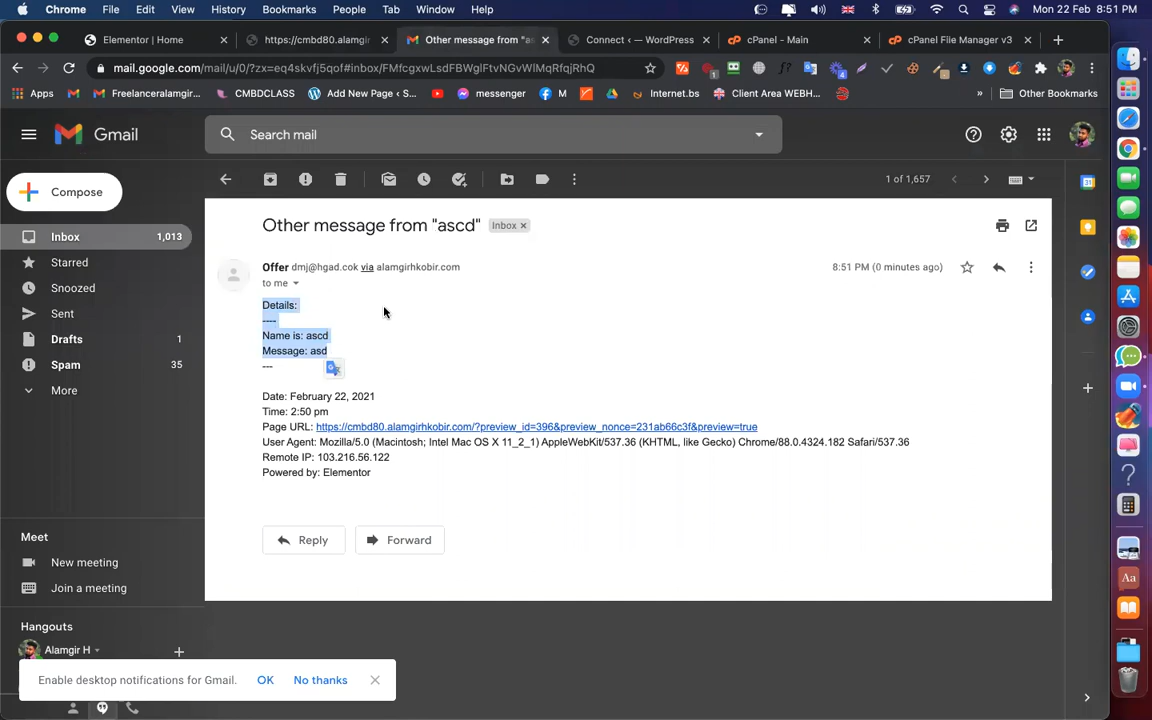 Chrome File Edit View History Bookmarks People Tab Window Help Mon 22 Feb 8:51 PM
Elementor | Home https://cmbd80.alamgi Other message from "as Connect ‹ — WordPress cPanel - Main cPanel File Manager v3
mail.google.com/mail/u/0/?zx=eq4skvfj5qof#inbox/FMfcgxwLsdFBWglFtvNGvWlMqRfqjRhQ
Apps Freelanceralamgir... CMBDCLASS Add New Page ‹ S... messenger M Internet.bs Client Area WEBH... » Other Bookmarks
Gmail Search mail
Compose 1 of 1,657
Inbox 1,013
Starred
Snoozed
Sent
Drafts 1
Spam 35
More
Other message from "ascd" Inbox ×
Offer dmj@hgad.cok via alamgirhkobir.com 8:51 PM (0 minutes ago)
to me
Details:
----
Name is: ascd
Message: asd
---
Date: February 22, 2021
Time: 2:50 pm
Page URL: https://cmbd80.alamgirhkobir.com/?preview_id=396&preview_nonce=231ab66c3f&preview=true
User Agent: Mozilla/5.0 (Macintosh; Intel Mac OS X 11_2_1) AppleWebKit/537.36 (KHTML, like Gecko) Chrome/88.0.4324.182 Safari/537.36
Remote IP: 103.216.56.122
Powered by: Elementor
Reply Forward
Meet
New meeting
Join a meeting
Hangouts
Alamgir H
Enable desktop notifications for Gmail. OK No thanks